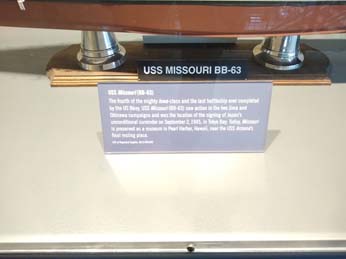 USS MISSOURI BB-63
USS Missouri (BB-63)
The fourth of the mighty Iowa-class and the last battleship ever completed
by the US Navy, USS Missouri (BB-63) saw action in the Iwo Jima and
Okinawa campaigns and was the location of the signing of Japan's
unconditional surrender on September 2, 1945, in Tokyo Bay. Today, Missouri
is preserved as a museum in Pearl Harbor, Hawaii, near the USS Arizona's
final resting place.